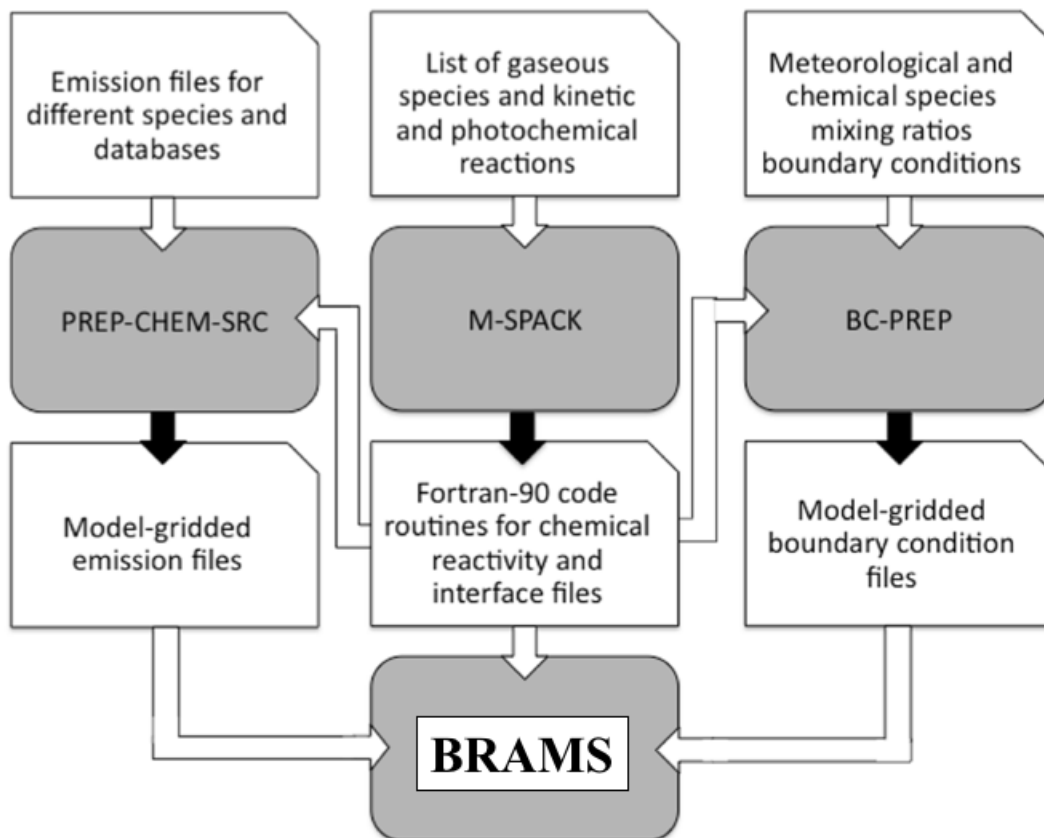 Emission files for
different species and
databases
List of gaseous
species and kinetic
and photochemical
reactions
Meteorological and
chemical species
mixing ratios
boundary conditions
PREP-CHEM-SRC
M-SPACK
BC-PREP
Model-gridded
emission files
Fortran-90 code
routines for chemical
reactivity and
interface files
Model-gridded
boundary condition
files
BRAMS